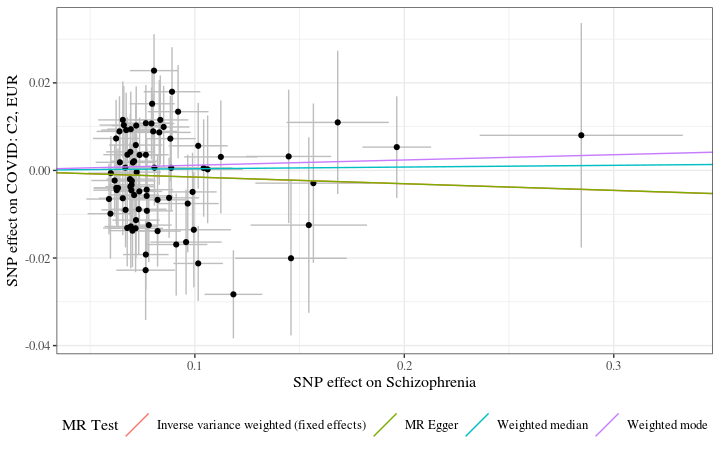 SNP effect on COVID: C2, EUR
0.02
0.00
-0.02
-0.04
0.1
0.2
0.3
SNP effect on Schizophrenia
MR Test
Inverse variance weighted (fixed effects)
MR Egger
Weighted median
Weighted mode